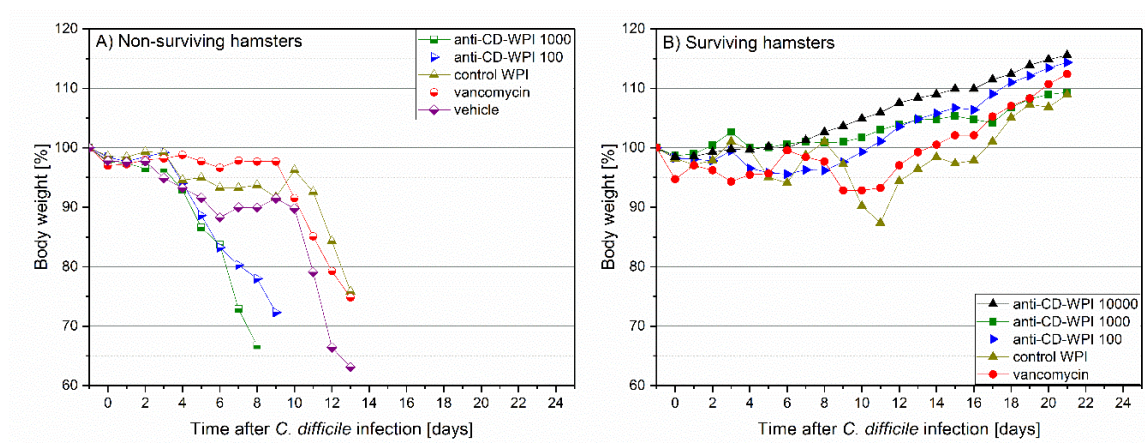 A) Non-surviving hamsters
anti-CD-WPI 1000
anti-CD-WPI 100
control WPI
vancomycin
vehicle
120
110
100
90
80
70
60
Body weight [%]
0 2 4 6 8 10 12 14 16 18 20 22 24
Time after C. difficile infection [days]
B) Surviving hamsters
120
110
100
90
80
70
60
Body weight [%]
anti-CD-WPI 10000
anti-CD-WPI 1000
anti-CD-WPI 100
control WPI
vancomycin
0 2 4 6 8 10 12 14 16 18 20 22 24
Time after C. difficile infection [days]